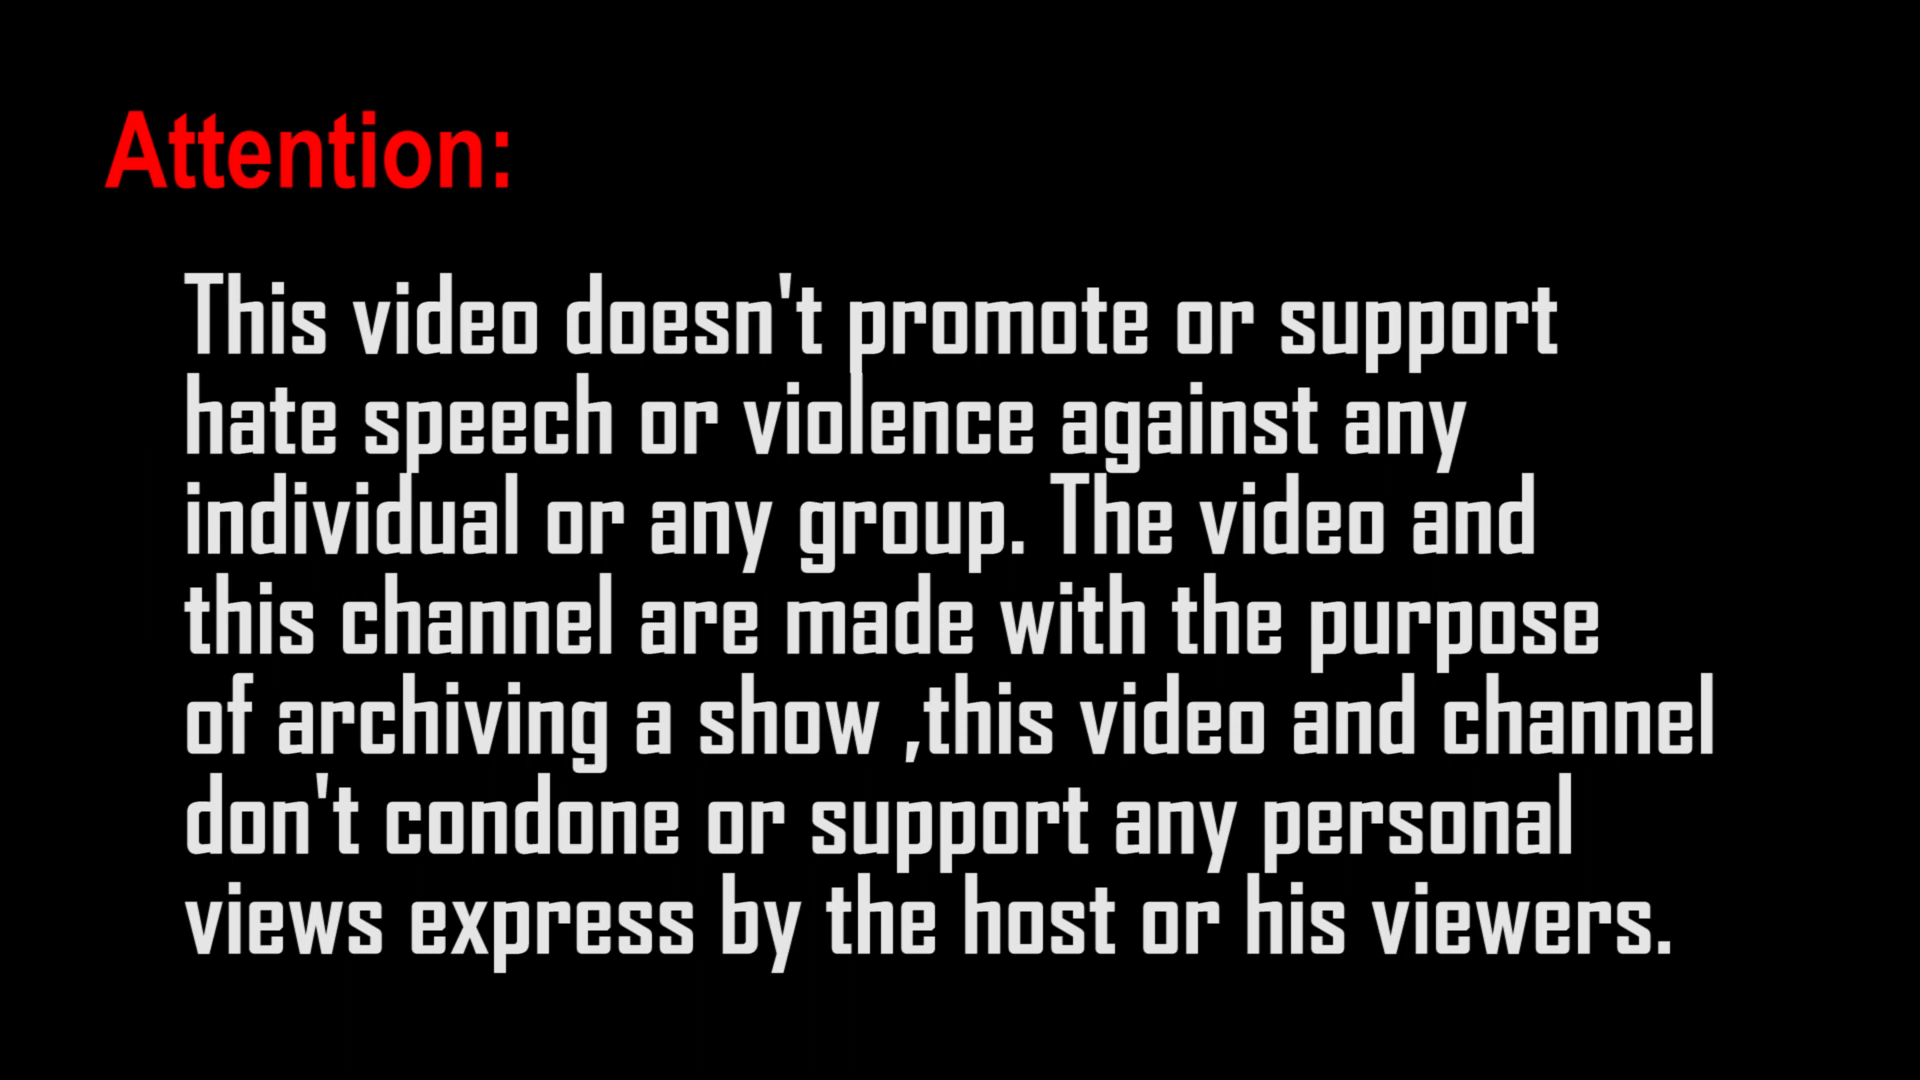 Attention:
This video doesn't promote or support
hate speech or violence against any
individual or any group. The video and
this channel are made with the purpose
of archiving a show ,this video and channel
don't condone or support any personal
views express by the host or his viewers.